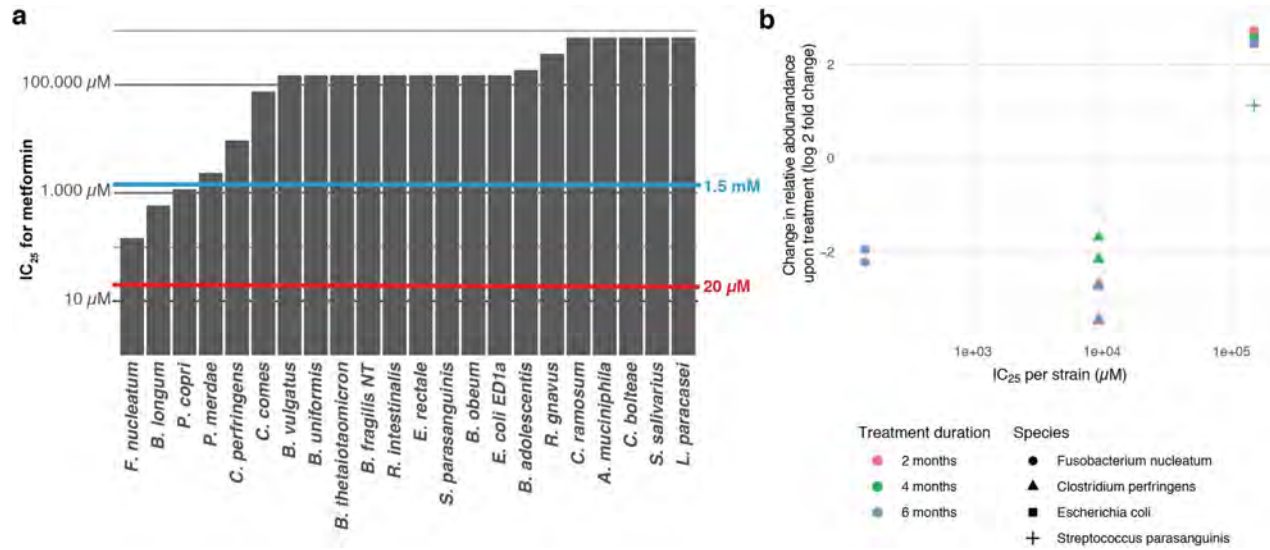 a
IC25 for metformin
100.000 µM
1.000 µM
10 µM
1.5 mM
20 µM
F. nucleatum
B. longum
P. copri
P. merdae
C. perfringens
C. comes
B. vulgatus
B. uniformis
B. thetaiotaomicron
B. fragilis NT
R. intestinalis
E. rectale
S. parasanguinis
B. obeum
E. coli ED1a
B. adolescentis
R. gnavus
C. ramosum
A. muciniphila
C. bolteae
S. salivarius
L. paracasei
b
Change in relative abdunandance
upon treatment (log 2 fold change)
2
0
-2
1e+03
1e+04
1e+05
IC25 per strain (µM)
Treatment duration
2 months
4 months
6 months
Species
Fusobacterium nucleatum
Clostridium perfringens
Escherichia coli
Streptococcus parasanguinis